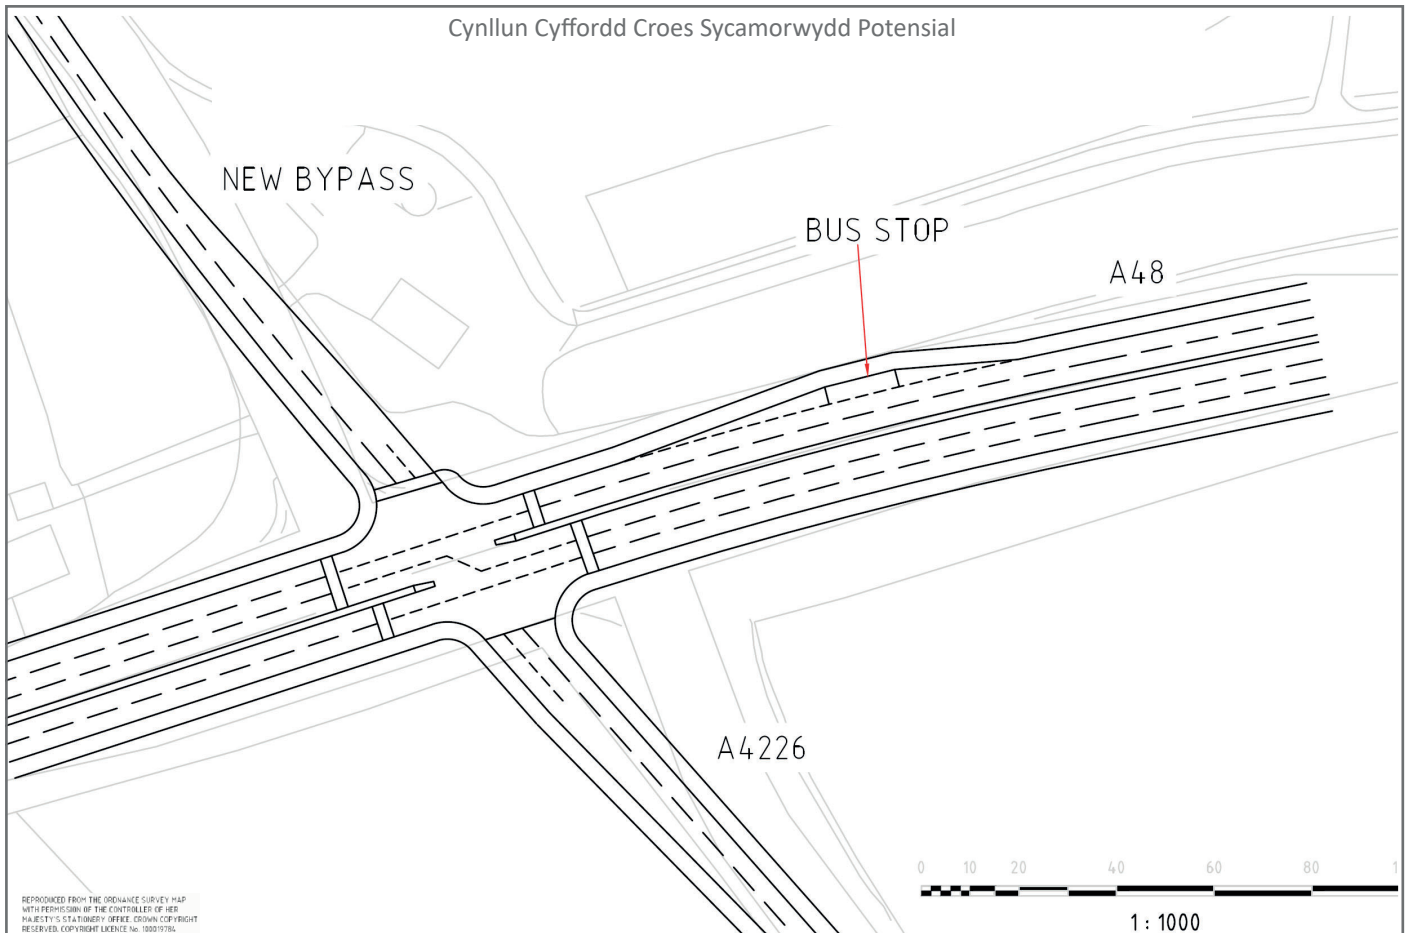 Cynllun Cyffordd Croes Sycamorwydd Potensial
NEW BYPASS
BUS STOP
A48
A4226
0 10 20 40 60 80 1
1 : 1000
REPRODUCED FROM THE ORDNANCE SURVEY MAP
WITH PERMISSION OF THE CONTROLLER OF HER
MAJESTY'S STATIONERY OFFICE. CROWN COPYRIGHT
RESERVED. COPYRIGHT LICENCE No. 100019784